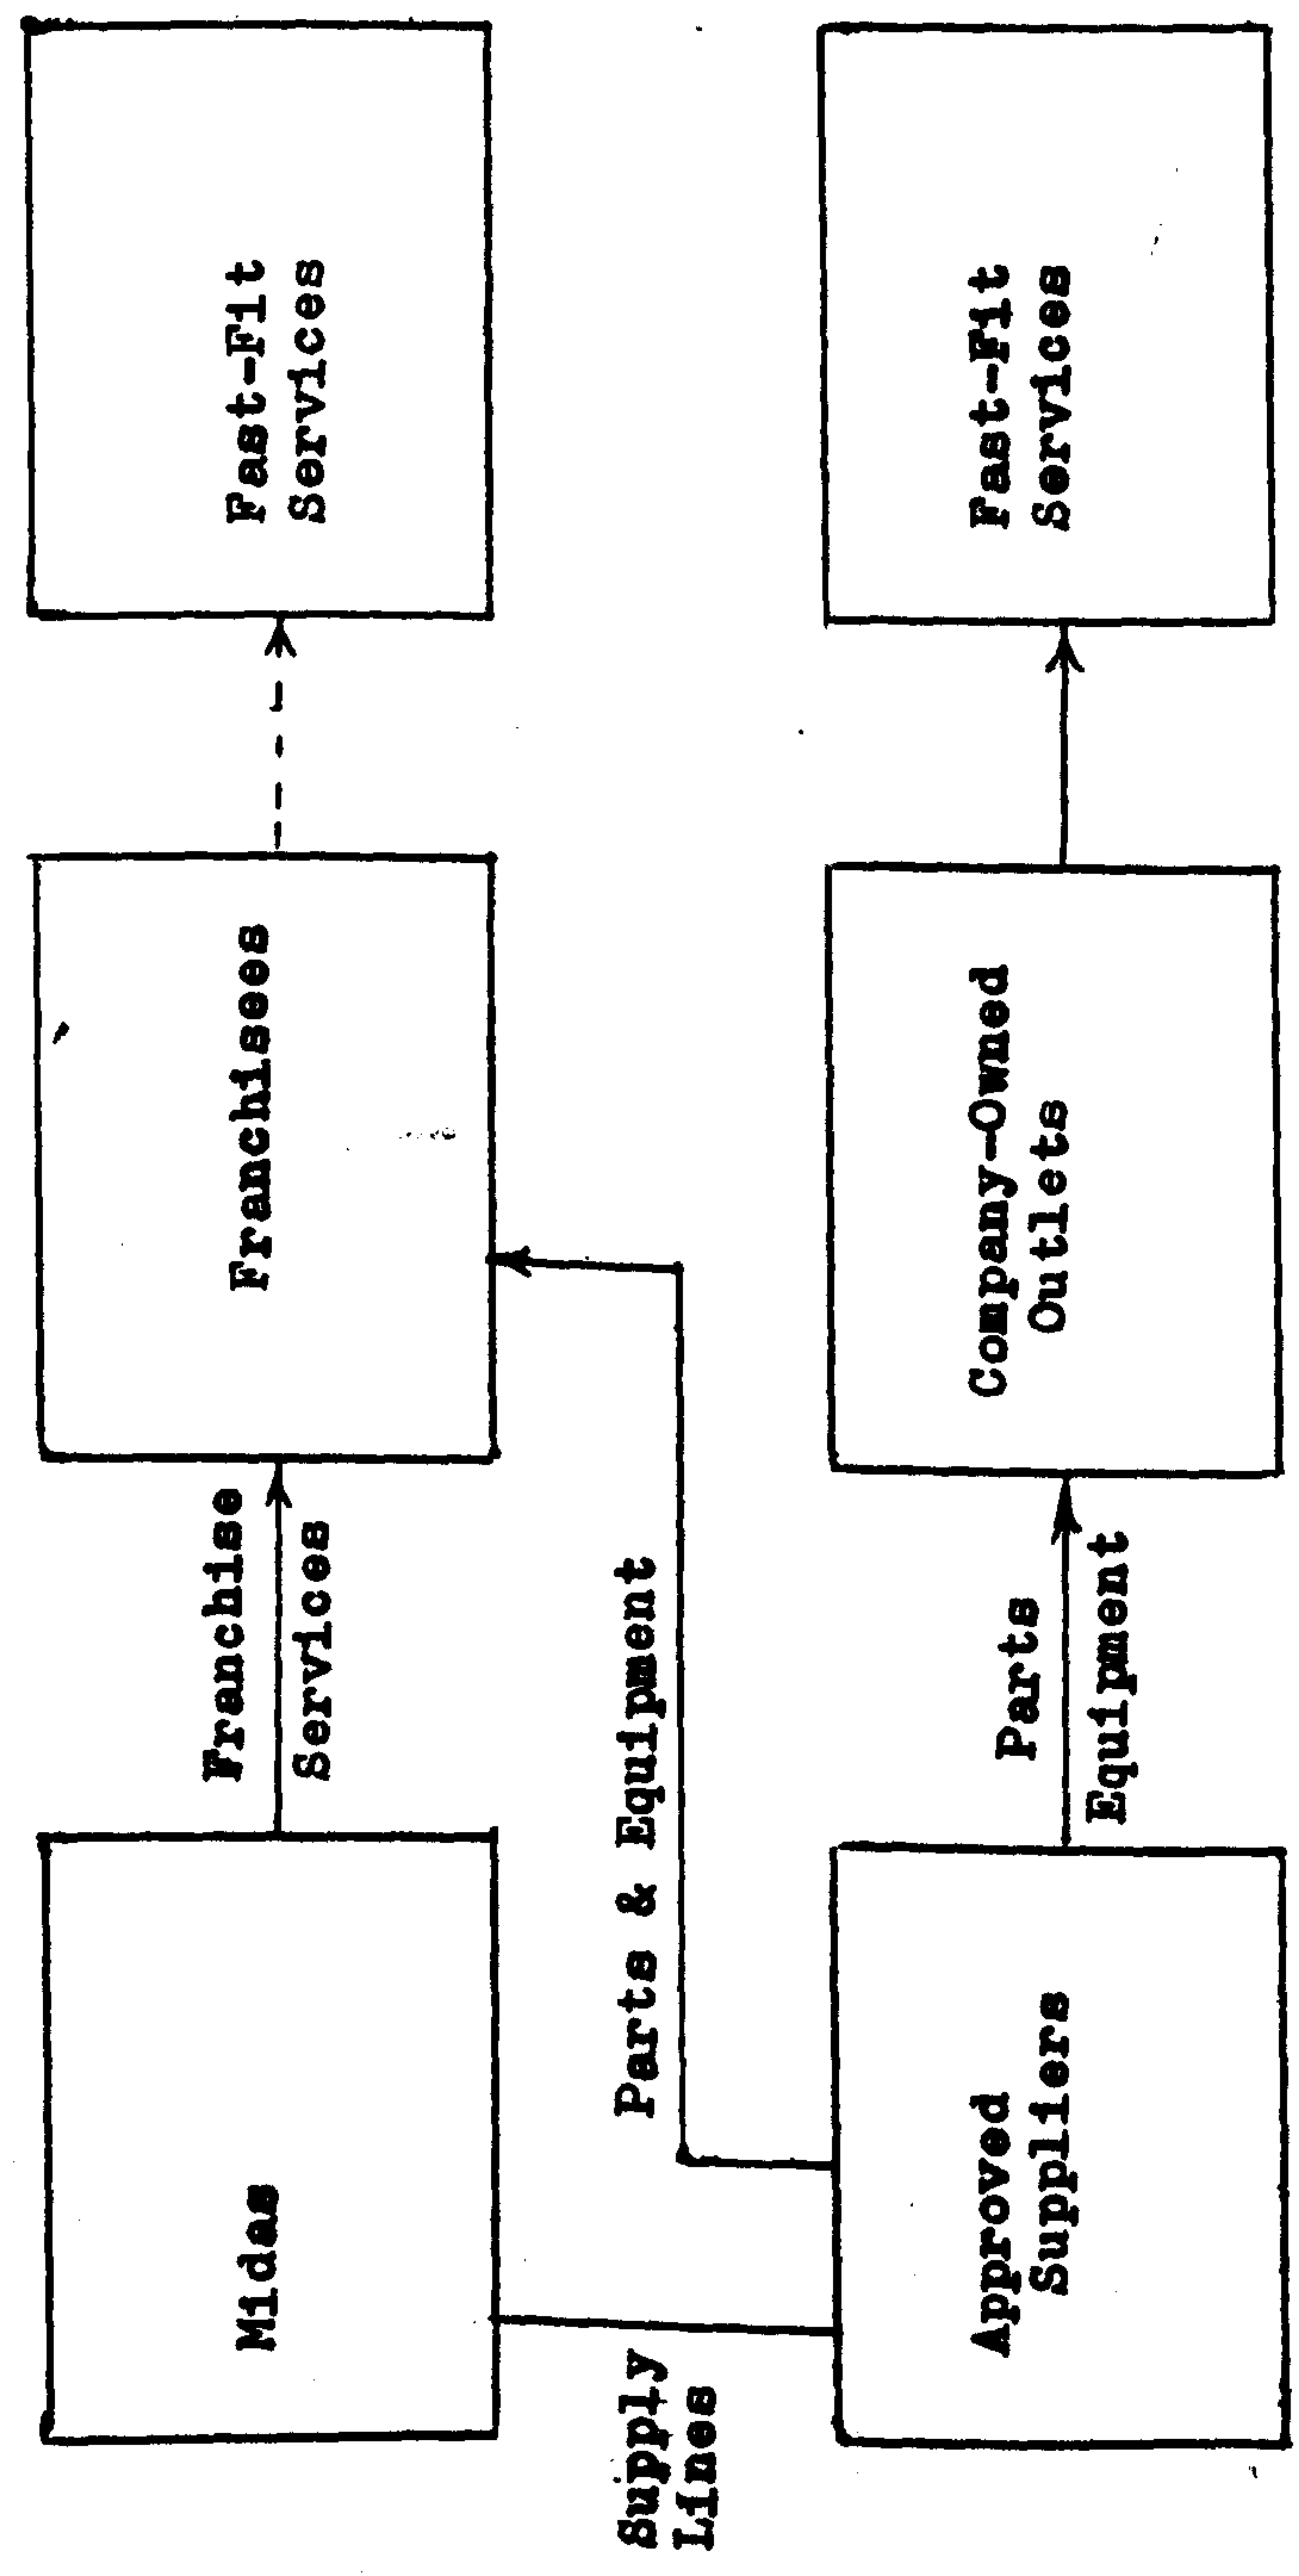 Midas
Franchise
Services
Franchisees
Fast-Fit
Services
Supply
Lines
Parts & Equipment
Approved
Suppliers
Parts
Equipment
Company-Owned
Outlets
Fast-Fit
Services